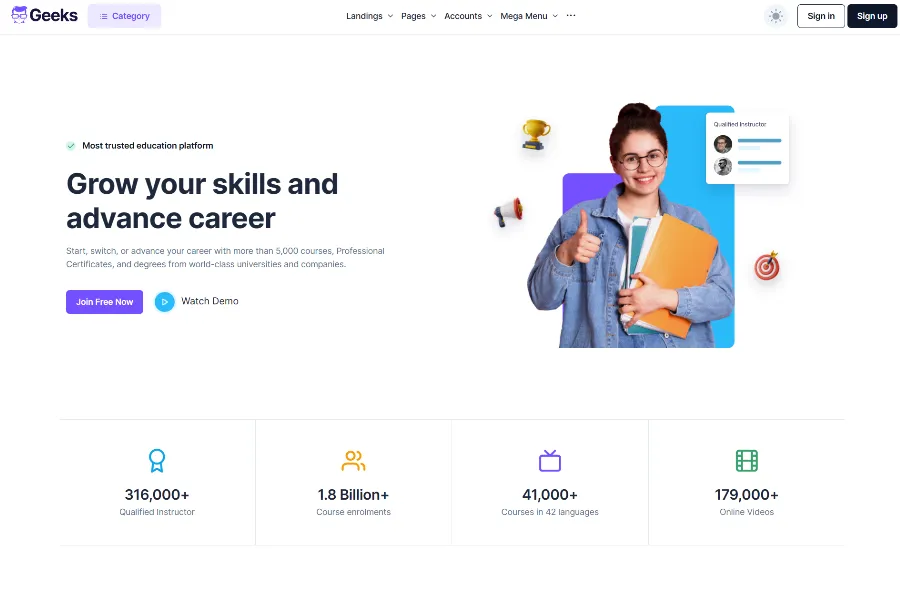 Geeks
Category
Landings
Pages
Accounts
Mega Menu
Sign in
Sign up
Most trusted education platform
Grow your skills and
advance career
Start, switch, or advance your career with more than 5,000 courses, Professional
Certificates, and degrees from world-class universities and companies.
Join Free Now
Watch Demo
Qualified Instructor
316,000+
Qualified Instructor
1.8 Billion+
Course enrolments
41,000+
Courses in 42 languages
179,000+
Online Videos